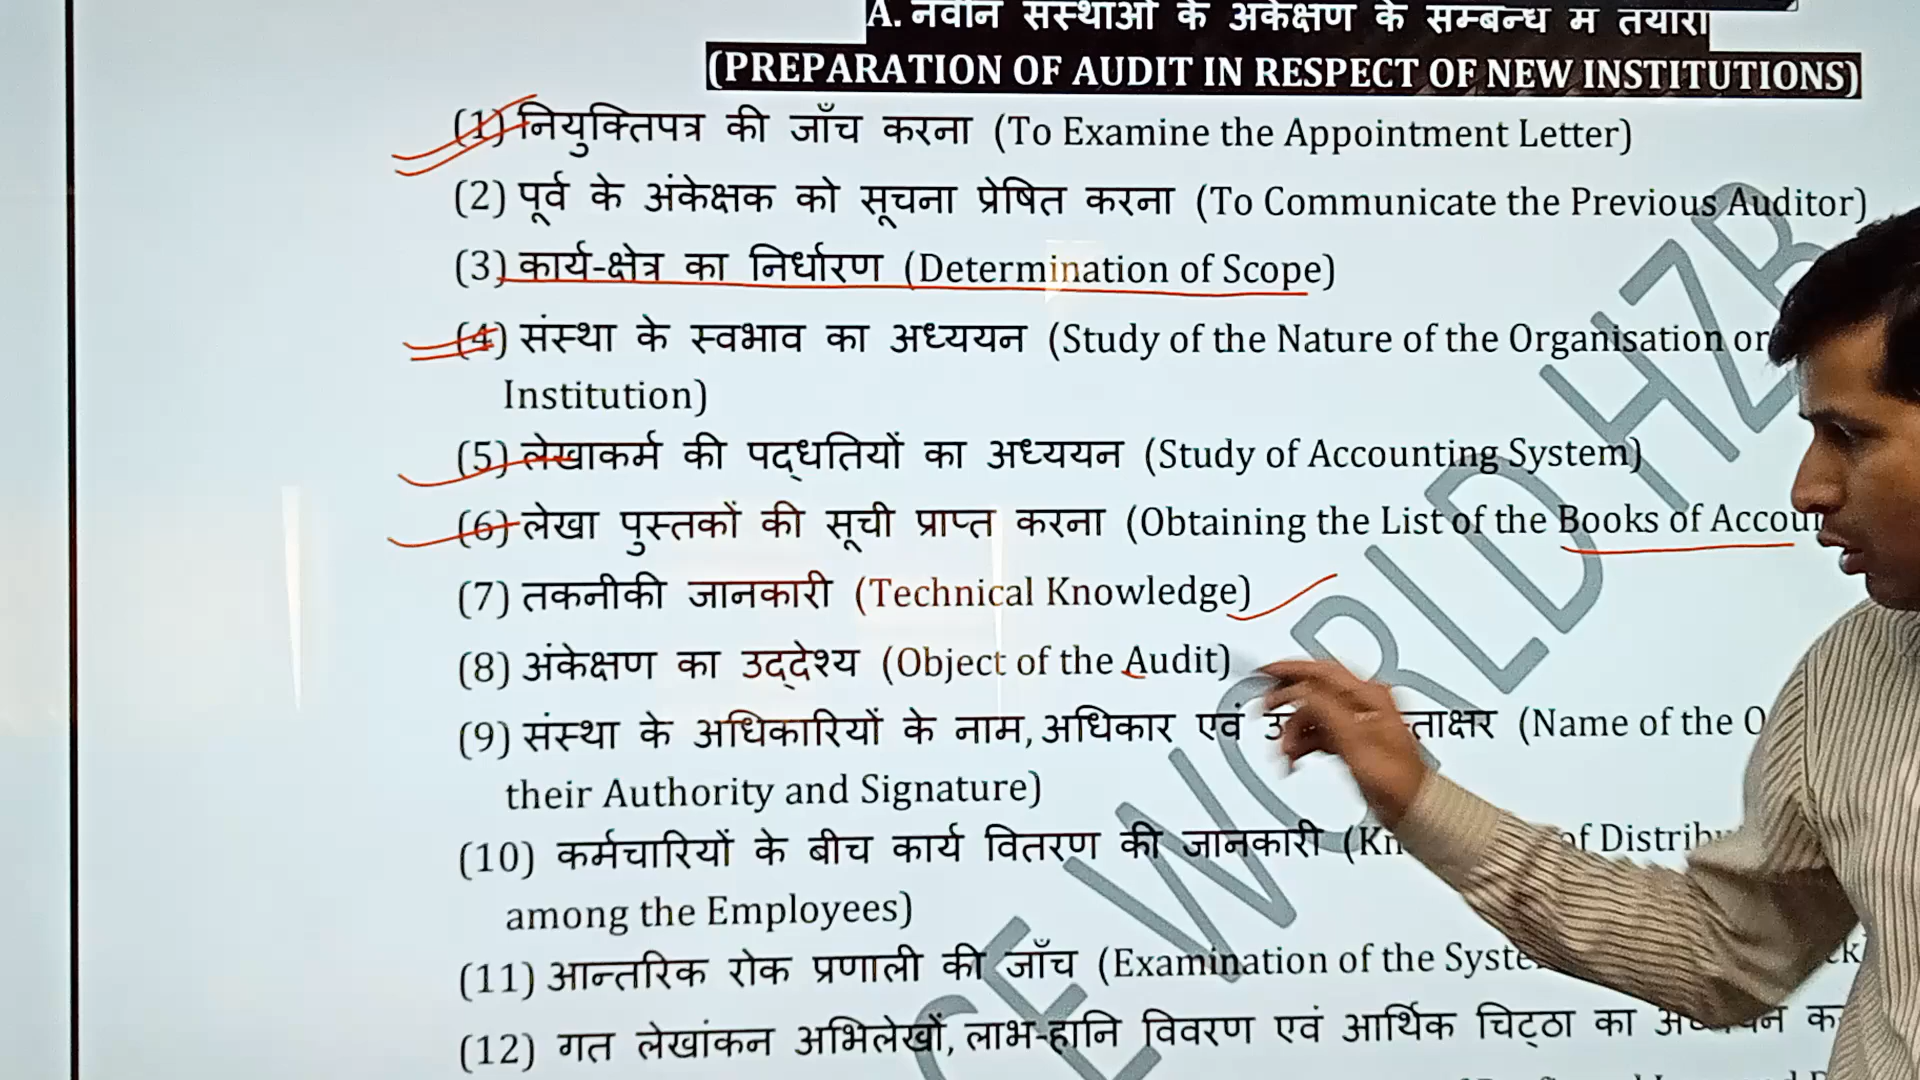 A. नवीन संस्थाओं के अंकेक्षण के सम्बन्ध में तैयारी
(PREPARATION OF AUDIT IN RESPECT OF NEW INSTITUTIONS)
(1) नियुक्तिपत्र की जाँच करना (To Examine the Appointment Letter)
(2) पूर्व के अंकेक्षक को सूचना प्रेषित करना (To Communicate the Previous Auditor)
(3) कार्य-क्षेत्र का निर्धारण (Determination of Scope)
(4) संस्था के स्वभाव का अध्ययन (Study of the Nature of the Organisation or
Institution)
(5) लेखाकर्म की पद्धतियों का अध्ययन (Study of Accounting System)
(6) लेखा पुस्तकों की सूची प्राप्त करना (Obtaining the List of the Books of
(7) तकनीकी जानकारी (Technical Knowledge)
(8) अंकेक्षण का उद्देश्य (Object of the Audit)
(9) संस्था के अधिकारियों के नाम, अधिकार एवं (Name of the
their Authority and Signature)
(10) कर्मचारियों के बीच कार्य वितरण की जानकारी of
among the Employees)
(11) आन्तरिक रोक प्रणाली की जाँच (Examination of the
(12) गत लेखांकन अभिलेखों, लाभ-हानि विवरण एवं आर्थिक चिट्ठा का
WORLD HZB